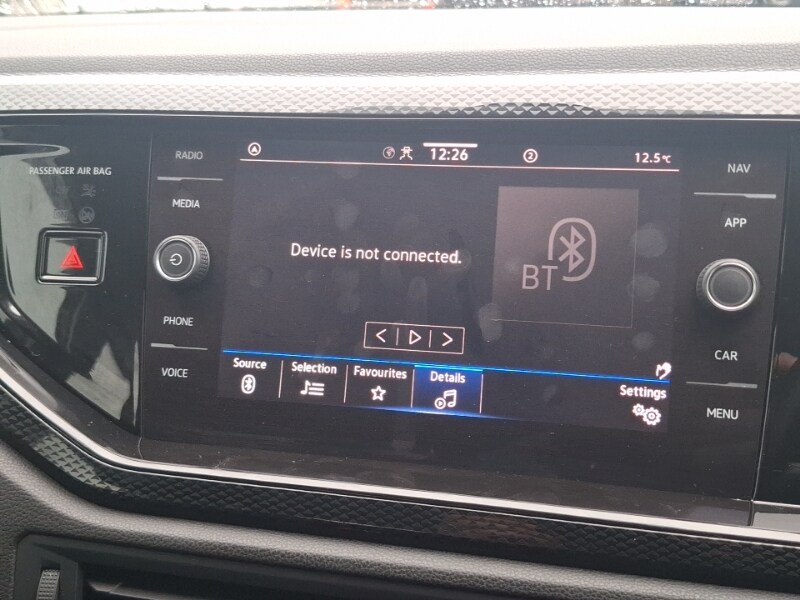 PASSENGER AIR BAG
RADIO
MEDIA
PHONE
VOICE
12:26
2
12.5°C
Device is not connected.
BT
Source
Selection
Favourites
Details
Settings
NAV
APP
CAR
MENU